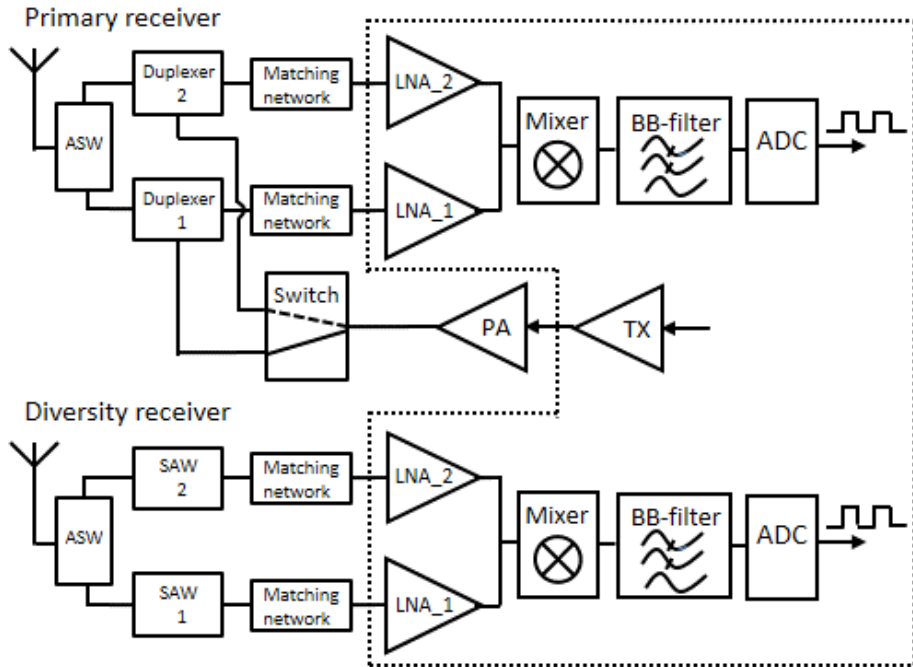 Primary receiver
ASW
Duplexer
2
Matching
network
LNA_2
Duplexer
1
Matching
network
LNA_1
Mixer
BB-filter
ADC
Switch
PA
TX
Diversity receiver
ASW
SAW
2
Matching
network
LNA_2
SAW
1
Matching
network
LNA_1
Mixer
BB-filter
ADC